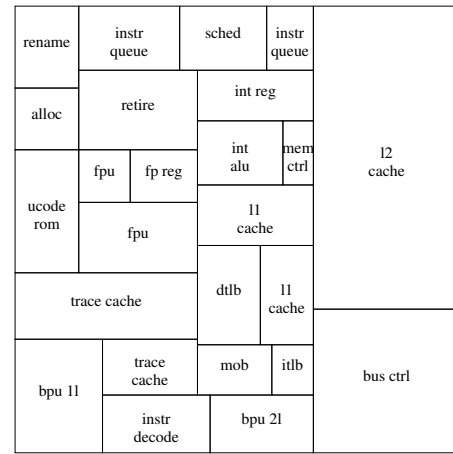 rename
instr
queue
sched
instr
queue
alloc
retire
int reg
l2
cache
int
alu
mem
ctrl
ucode
rom
fpu
fp reg
fpu
l1
cache
trace cache
dtlb
l1
cache
bpu 1l
trace
cache
mob
itlb
bus ctrl
instr
decode
bpu 2l